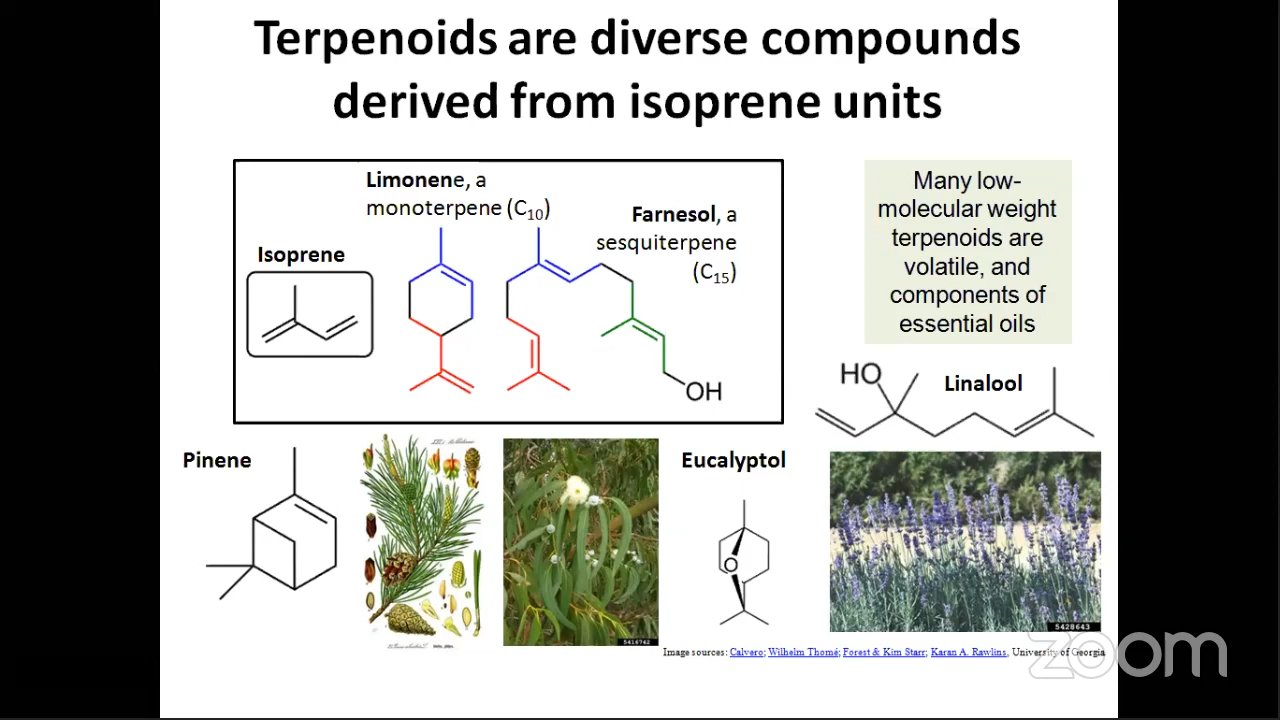 Terpenoids are diverse compounds
derived from isoprene units
Limonene, a
monoterpene (C10)
Farnesol, a
sesquiterpene
(C15)
Isoprene
OH
Many low-
molecular weight
terpenoids are
volatile, and
components of
essential oils
HO
Linalool
Pinene
Eucalyptol
O
5414742
5428643
Image sources: Calvero; Wilhelm Thomé; Forest & Kim Starr; Karan A. Rawlins, University of Georgia
zoom